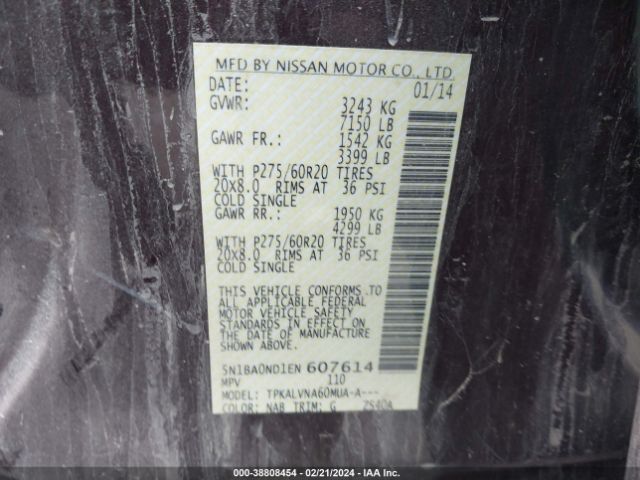 MFD BY NISSAN MOTOR CO., LTD.
DATE: 01/14
GVWR: 3243 KG
7150 LB
GAWR FR.: 1542 KG
3399 LB
WITH P275/60R20 TIRES
20X8.0 RIMS AT 36 PSI
COLD SINGLE
GAWR RR.: 1950 KG
4299 LB
WITH P275/60R20 TIRES
20X8.0 RIMS AT 36 PSI
COLD SINGLE
THIS VEHICLE CONFORMS .TO
ALL APPLICABLE FEDERAL
MOTOR VEHICLE SAFETY
STANDARDS IN EFFECT ON
THE DATE OF MANUFACTURE
SHOWN ABOVE.
5N1BA0ND1EN 607614
MPV 110
MODEL: TPKALVNA60MUA-A---
COLOR: NAB TRIM: G 2S40A
000-38808454 - 02/21/2024 - IAA Inc.